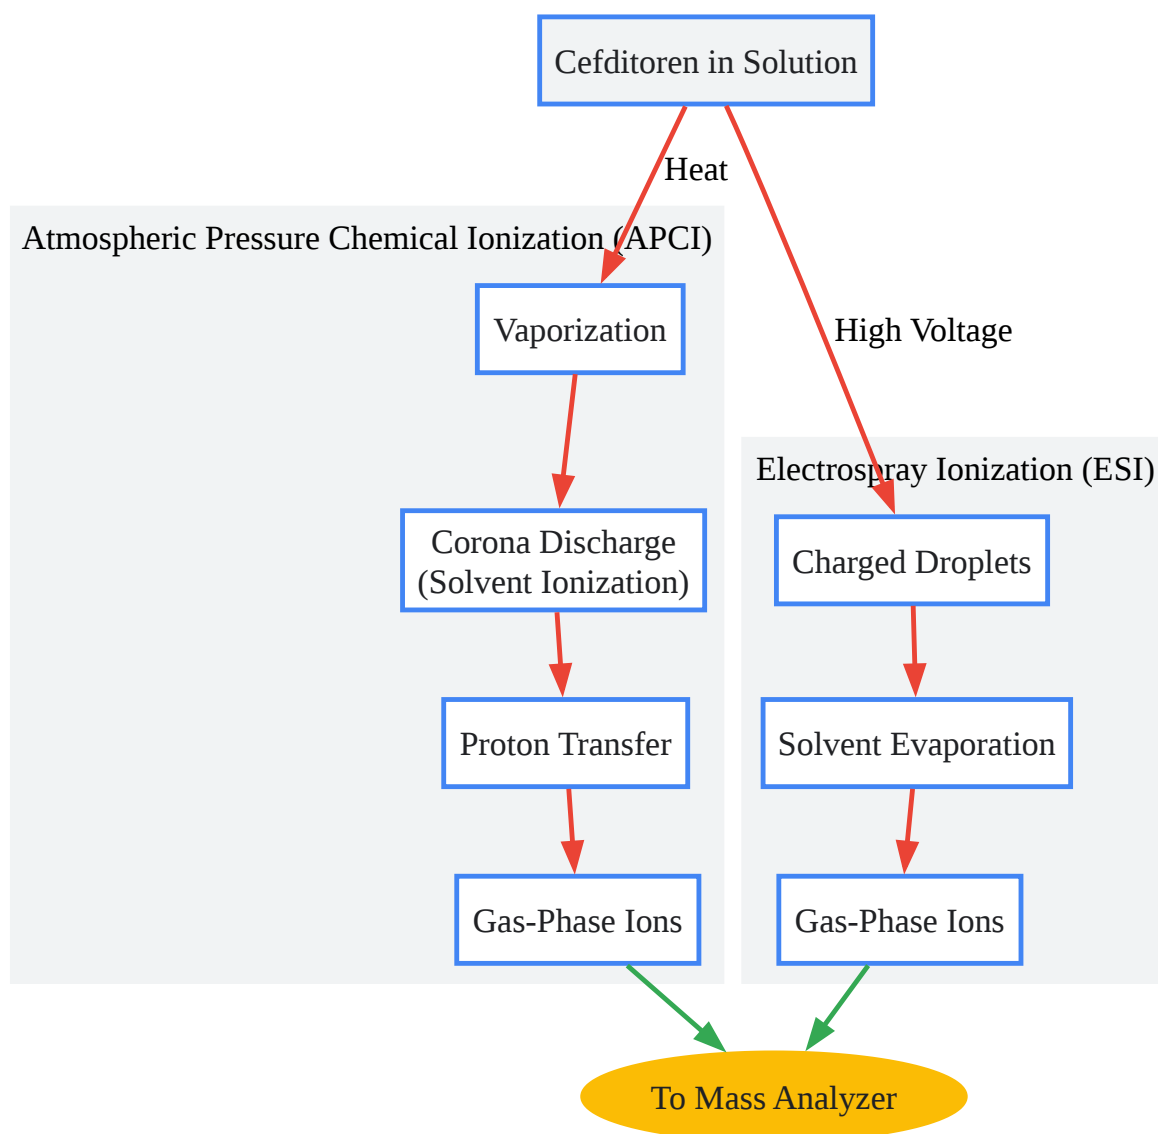 Cefditoren in Solution
Heat
Atmospheric Pressure Chemical Ionization (APCI)
Vaporization
High Voltage
Corona Discharge
(Solvent Ionization)
Proton Transfer
Gas-Phase Ions
Electrospray Ionization (ESI)
Charged Droplets
Solvent Evaporation
Gas-Phase Ions
To Mass Analyzer